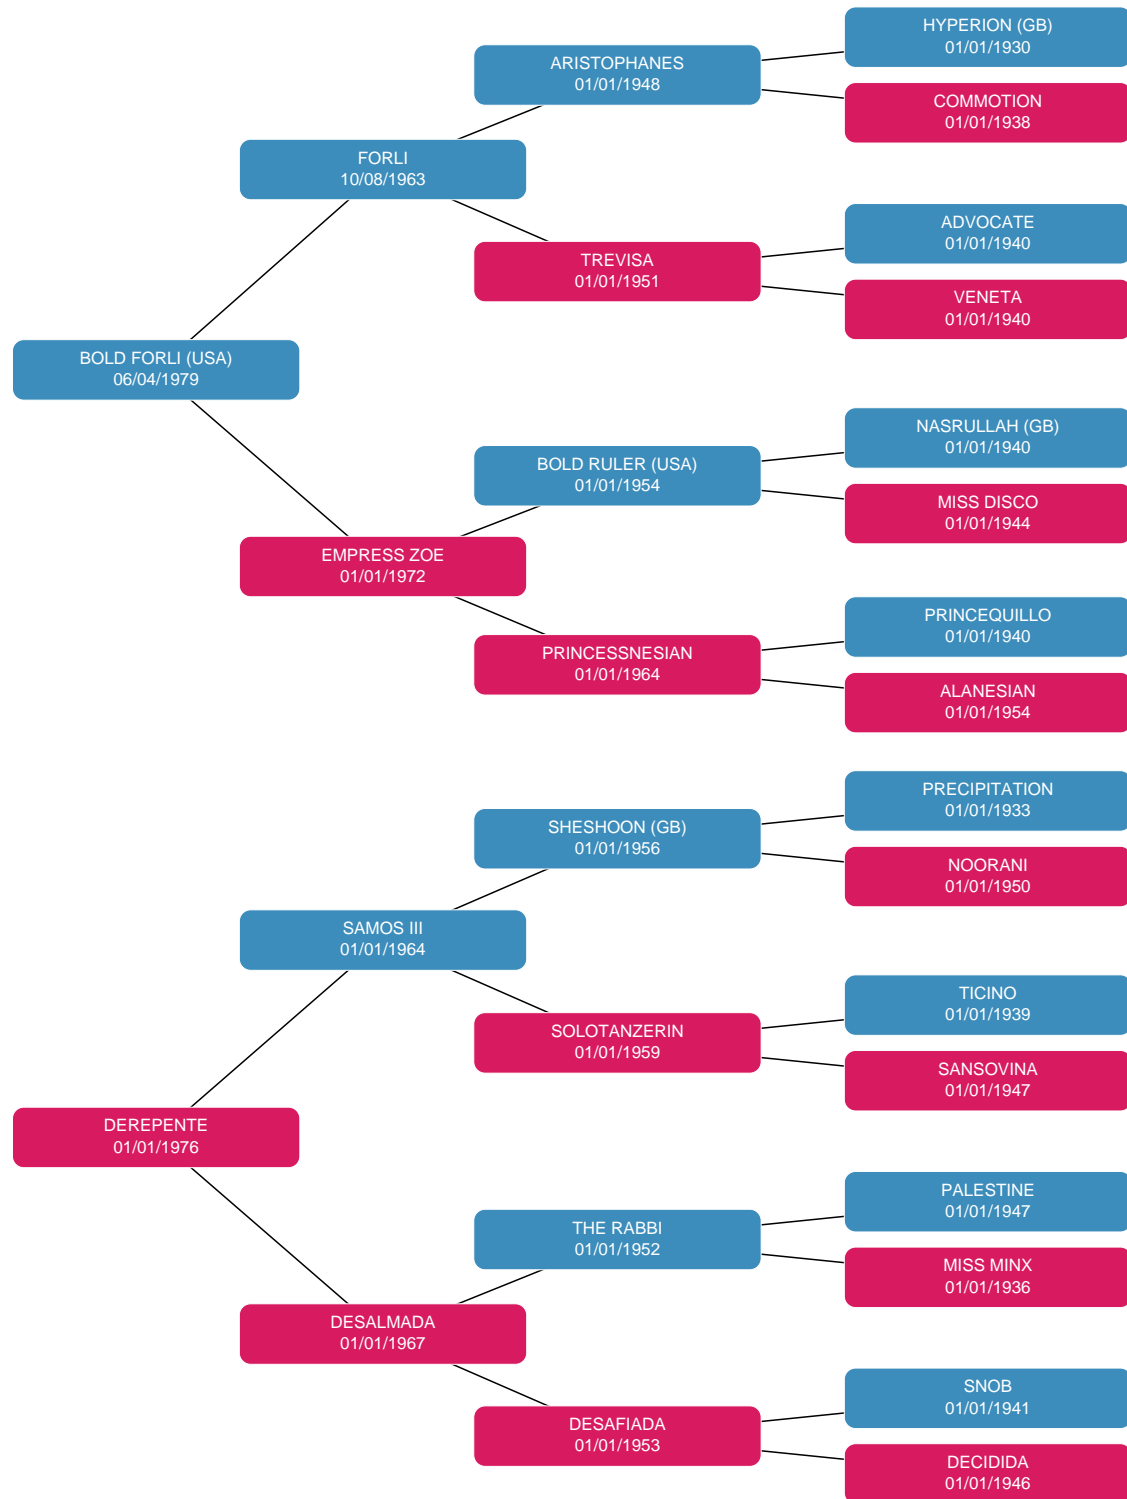 HYPERION (GB)
01/01/1930
ARISTOPHANES
01/01/1948
COMMOTION
01/01/1938
FORLI
10/08/1963
ADVOCATE
01/01/1940
TREVISA
01/01/1951
VENETA
01/01/1940
BOLD FORLI (USA)
06/04/1979
NASRULLAH (GB)
01/01/1940
BOLD RULER (USA)
01/01/1954
MISS DISCO
01/01/1944
EMPRESS ZOE
01/01/1972
PRINCEQUILLO
01/01/1940
PRINCESSNESIAN
01/01/1964
ALANESIAN
01/01/1954
PRECIPITATION
01/01/1933
SHESHOON (GB)
01/01/1956
NOORANI
01/01/1950
SAMOS III
01/01/1964
TICINO
01/01/1939
SOLOTANZERIN
01/01/1959
SANSOVINA
01/01/1947
DEREPENTE
01/01/1976
PALESTINE
01/01/1947
THE RABBI
01/01/1952
MISS MINX
01/01/1936
DESALMADA
01/01/1967
SNOB
01/01/1941
DESAFIADA
01/01/1953
DECIDIDA
01/01/1946